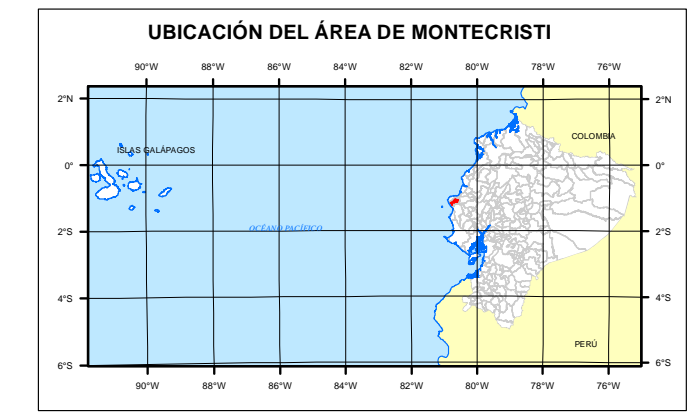 UBICACIÓN DEL ÁREA DE MONTECRISTI
90°W 88°W 86°W 84°W 82°W 80°W 78°W 76°W
2°N 2°N
COLOMBIA
ISLAS GALÁPAGOS
0° 0°
OCÉANO PACÍFICO
2°S 2°S
4°S 4°S
PERÚ
6°S 6°S
90°W 88°W 86°W 84°W 82°W 80°W 78°W 76°W